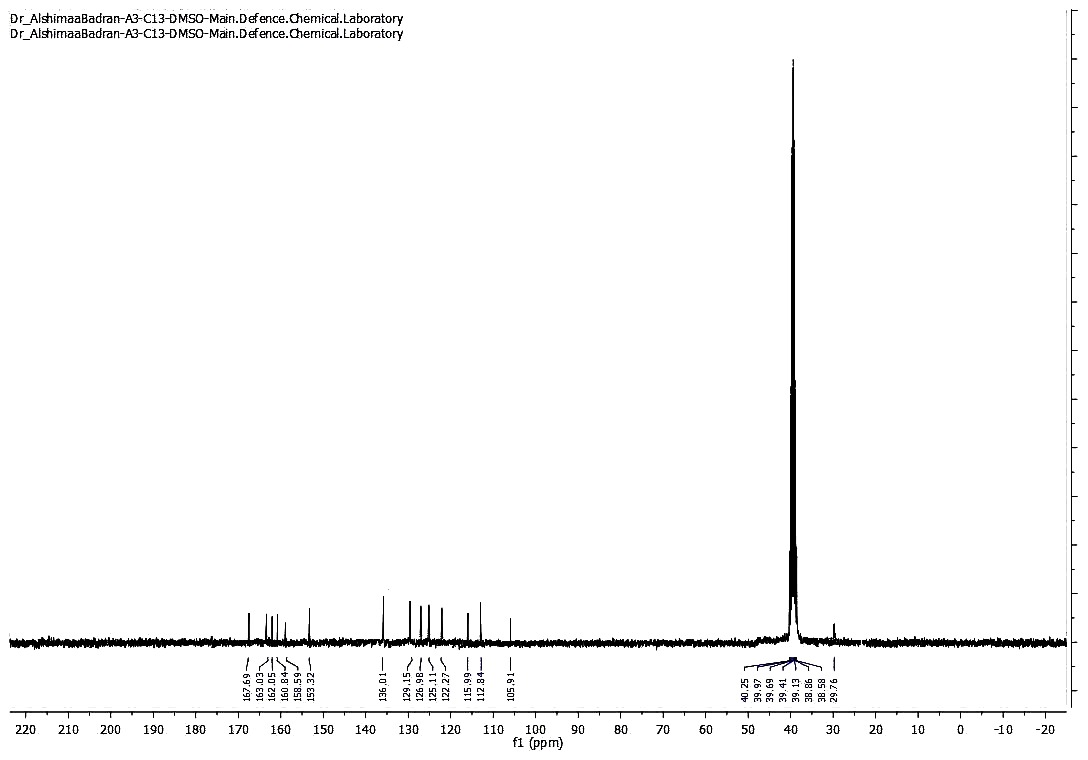 Dr_AlshimaaBadran-A3-C13-DMSO-Main.Defence.Chemical.Laboratory
Dr_AlshimaaBadran-A3-C13-DMSO-Main.Defence.Chemical.Laboratory
167.69 163.03 162.05 160.84 158.59 153.32 136.01 129.15 126.98 125.11 122.27 115.99 112.84 105.91 40.25 39.97 39.69 39.41 39.13 38.86 38.58 29.76
220 210 200 190 180 170 160 150 140 130 120 110 100 90 80 70 60 50 40 30 20 10 0 -10 -20
f1 (ppm)